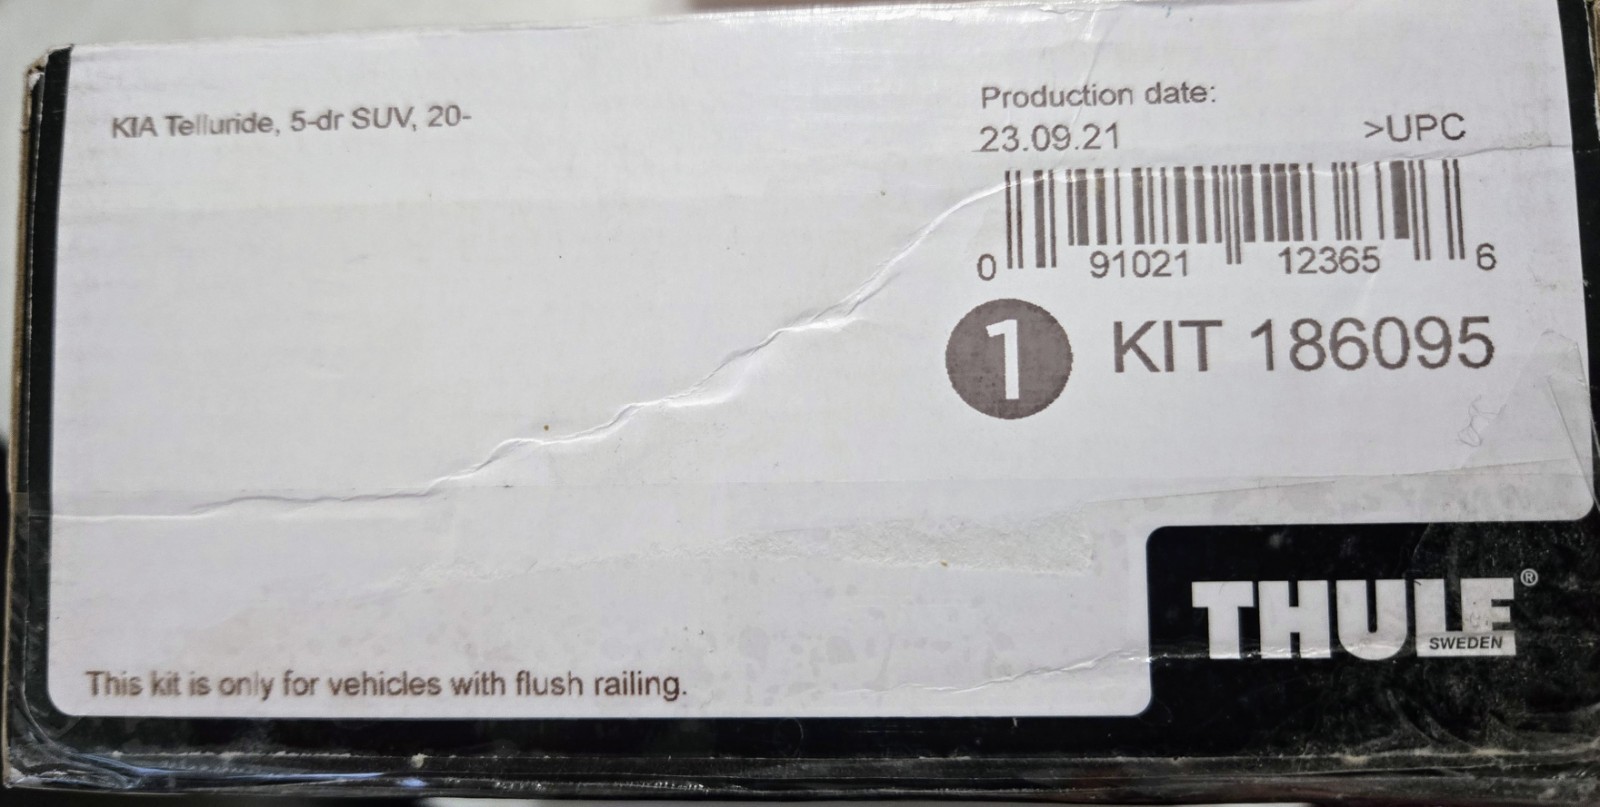 KIA Telluride, 5-dr SUV, 20-
Production date:
23.09.21 >UPC
0 91021 12365 6
1 KIT 186095
THULE®
SWEDEN
This kit is only for vehicles with flush railing.